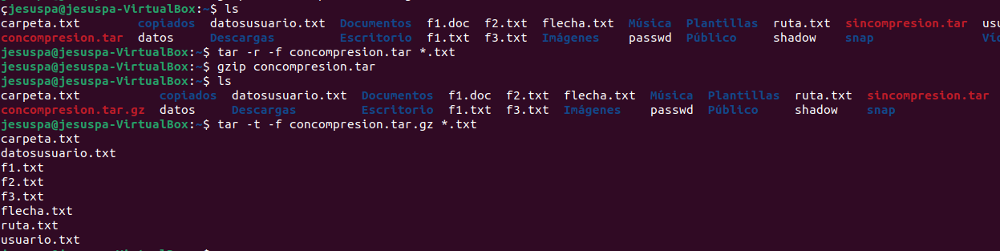 çjesuspa@jesuspa-VirtualBox:~$ ls
carpeta.txt copiados datosusuario.txt Documentos f1.doc f2.txt flecha.txt Música Plantillas ruta.txt sincompresion.tar
concompresion.tar datos Descargas Escritorio f1.txt f3.txt Imágenes passwd Público shadow snap
jesuspa@jesuspa-VirtualBox:~$ tar -r -f concompresion.tar *.txt
jesuspa@jesuspa-VirtualBox:~$ gzip concompresion.tar
jesuspa@jesuspa-VirtualBox:~$ ls
carpeta.txt copiados datosusuario.txt Documentos f1.doc f2.txt flecha.txt Música Plantillas ruta.txt sincompresion.tar
concompresion.tar.gz datos Descargas Escritorio f1.txt f3.txt Imágenes passwd Público shadow snap
jesuspa@jesuspa-VirtualBox:~$ tar -t -f concompresion.tar.gz *.txt
carpeta.txt
datosusuario.txt
f1.txt
f2.txt
f3.txt
flecha.txt
ruta.txt
usuario.txt